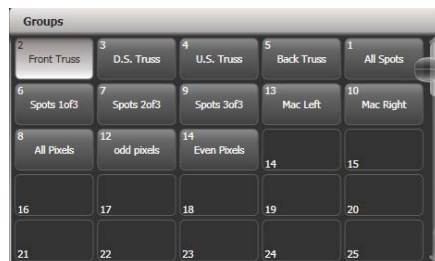 Groups
2 3 4 5 1
Front Truss D.S. Truss U.S. Truss Back Truss All Spots
6 7 9 13 10
Spots 1of3 Spots 2of3 Spots 3of3 Mac Left Mac Right
8 12 14
All Pixels odd pixels Even Pixels
14 15
16 17 18 19 20
21 22 23 24 25